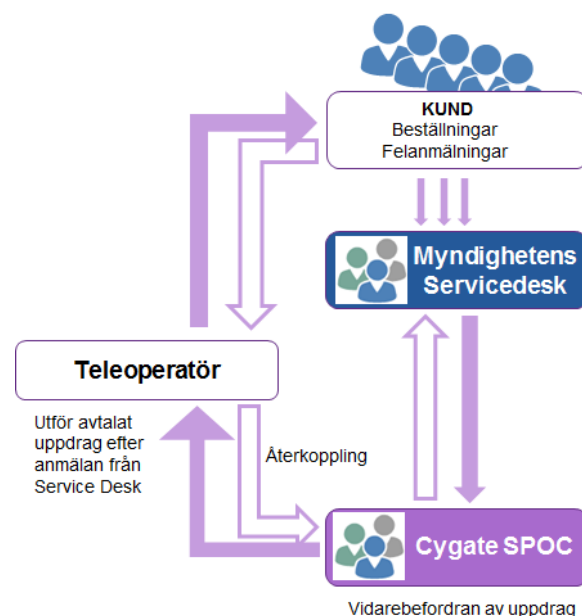 KUND
Beställningar
Felanmälningar
Myndighetens
Servicedesk
Teleoperatör
Utför avtalat
uppdrag efter
anmälan från
Service Desk
Återkoppling
Cygate SPOC
Vidarebefordran av uppdrag